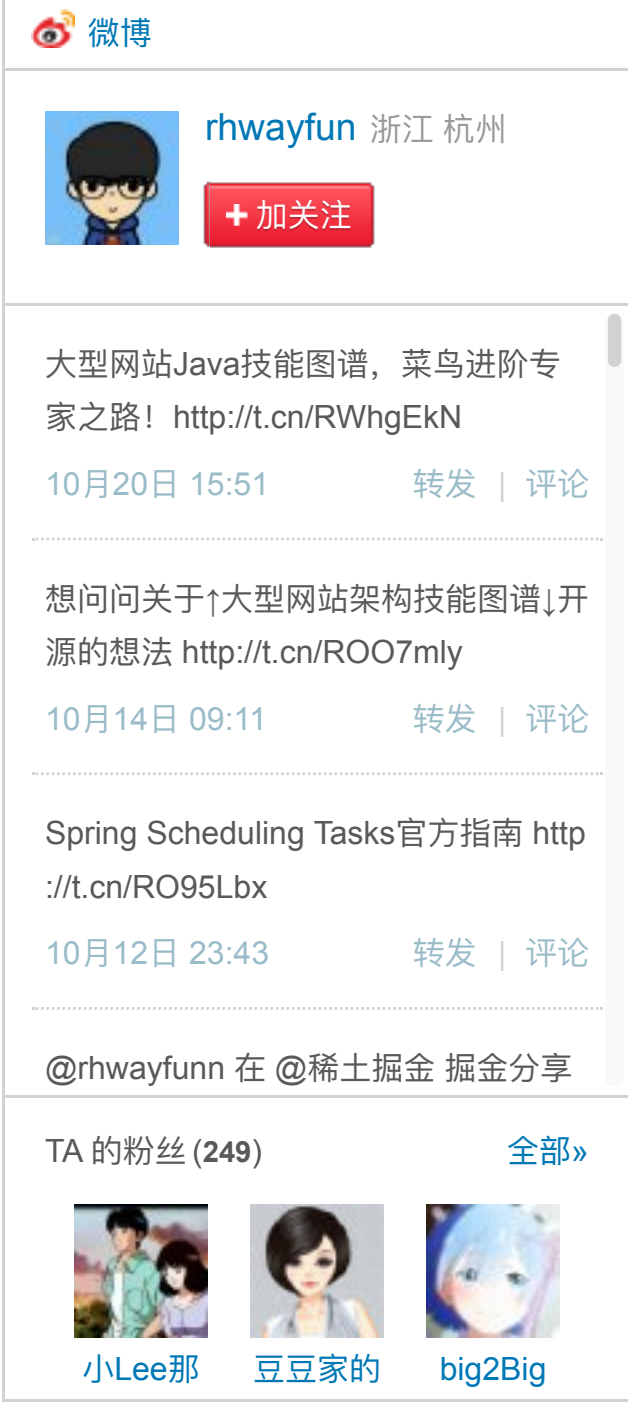 微博
rhwayfun 浙江 杭州
+ 加关注
大型网站Java技能图谱，菜鸟进阶专
家之路！http://t.cn/RWhgEkN
10月20日 15:51 转发 | 评论
想问问关于↑大型网站架构技能图谱↓开
源的想法 http://t.cn/ROO7mly
10月14日 09:11 转发 | 评论
Spring Scheduling Tasks官方指南 http
://t.cn/RO95Lbx
10月12日 23:43 转发 | 评论
@rhwayfunn 在 @稀土掘金 掘金分享
TA 的粉丝 (249) 全部»
小Lee那 豆豆家的 big2Big